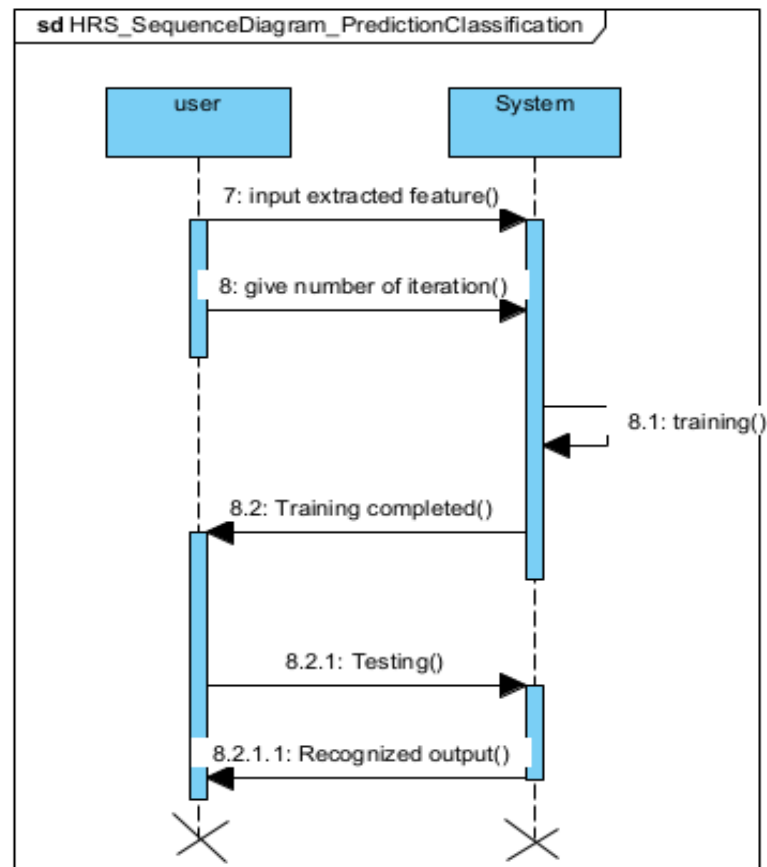 sd HRS_SequenceDiagram_PredictionClassification
user
System
7: input extracted feature()
8: give number of iteration()
8.1: training()
8.2: Training completed()
8.2.1: Testing()
8.2.1.1: Recognized output()